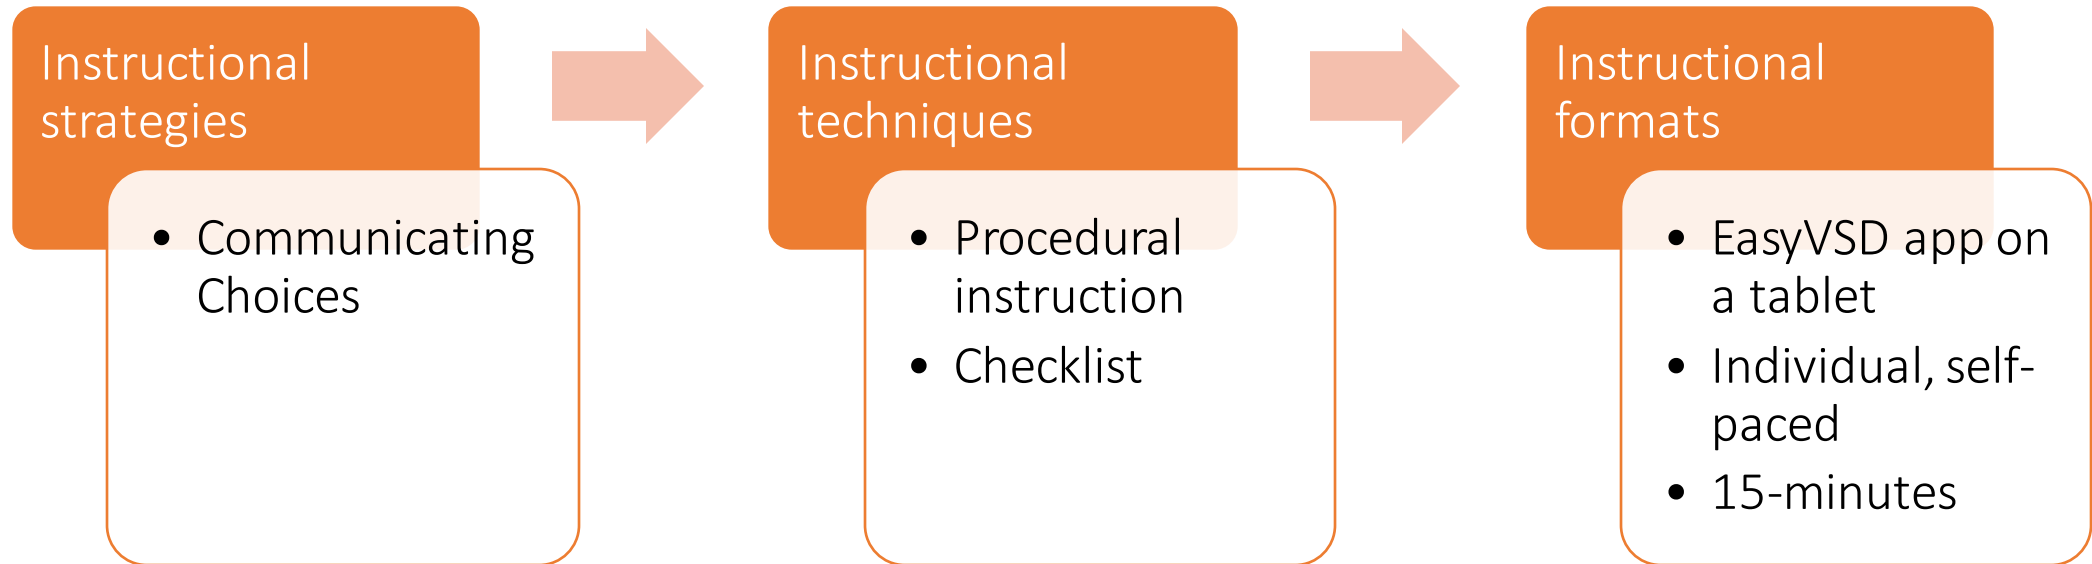 Instructional
strategies
• Communicating
Choices
Instructional
techniques
• Procedural
instruction
• Checklist
Instructional
formats
• EasyVSD app on
a tablet
• Individual, self-
paced
• 15-minutes